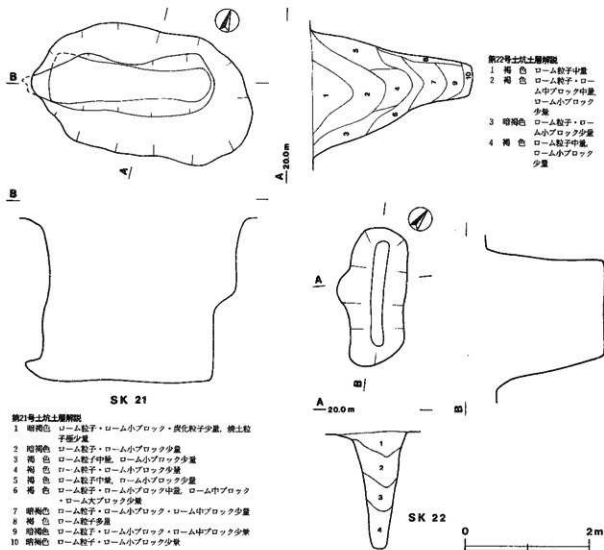 B
A
A
20.0m
1
2
3
4
5
6
7
8
9
10
第22号土坑土層解説
1 褐色 ローム粒子中量
2 褐色 ローム粒子・ロー
ム中ブロック中量,
ローム小ブロック
少量
3 暗褐色 ローム粒子・ロー
ム小ブロック少量
4 褐色 ローム粒子中量,
ローム小ブロック
少量
B
SK 21
第21号土坑土層解説
1 暗褐色 ローム粒子・ローム小ブロック・炭化粒子少量, 焼土粒
子極少量
2 暗褐色 ローム粒子・ローム小ブロック少量
3 褐色 ローム粒子中量, ローム小ブロック少量
4 褐色 ローム粒子・ローム小ブロック少量
5 褐色 ローム粒子中量, ローム小ブロック少量
6 褐色 ローム粒子・ローム小ブロック中量, ローム中ブロック
・ローム大ブロック少量
7 暗褐色 ローム粒子・ローム小ブロック・ローム中ブロック少量
8 褐色 ローム粒子多量
9 暗褐色 ローム粒子・ローム小ブロック・ローム中ブロック少量
10 暗褐色 ローム粒子・ローム小ブロック少量
A
B
B
A
20.0m
1
2
3
4
SK 22
0 2m